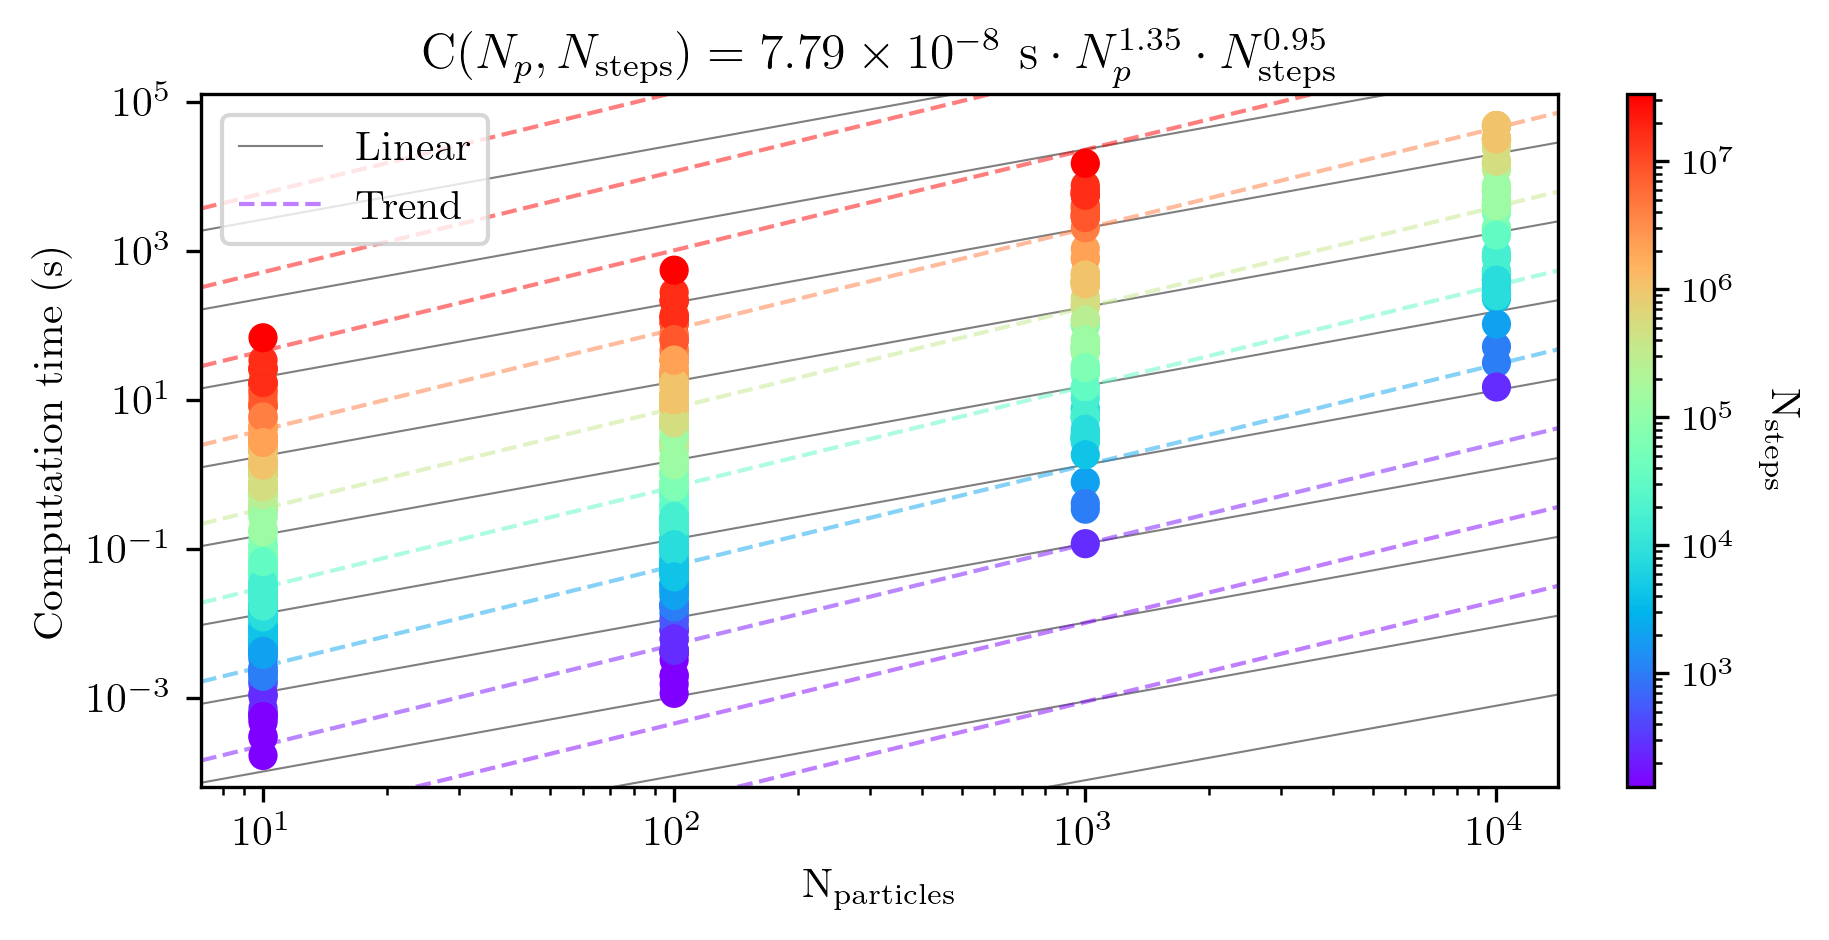 C(N_p, N_steps) = 7.79 × 10^−8 s · N_p^1.35 · N_steps^0.95
Linear
Trend
Computation time (s)
10^5
10^3
10^1
10^−1
10^−3
10^1
10^2
10^3
10^4
N_particles
10^7
10^6
10^5
10^4
10^3
N_steps